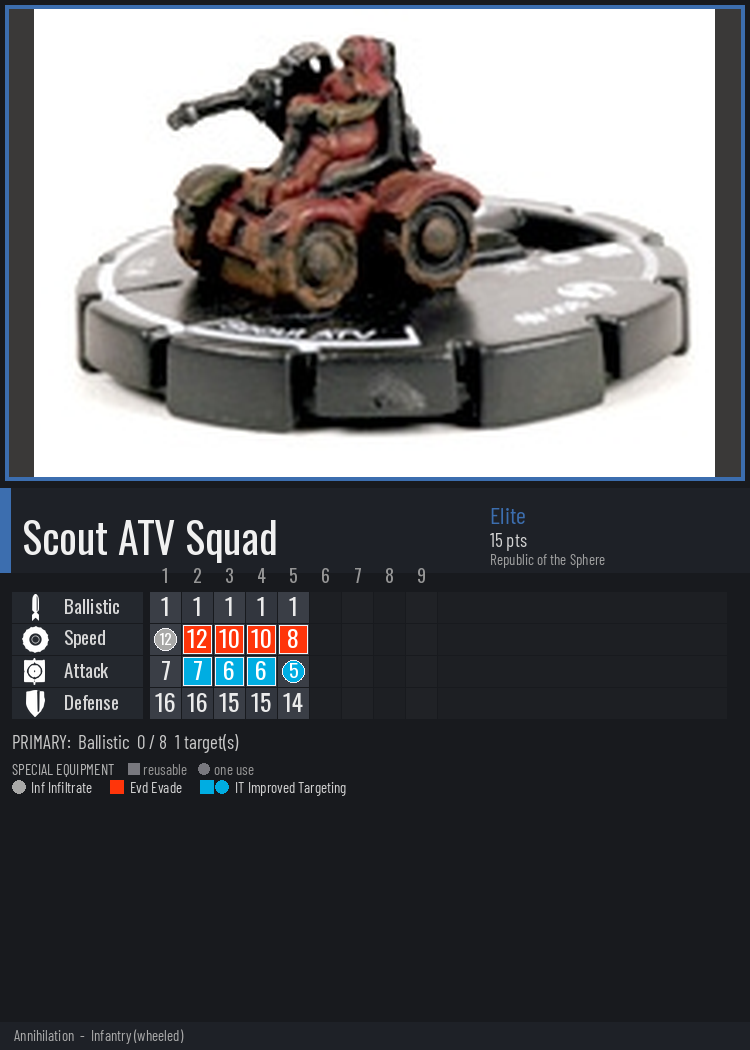 Scout ATV
Scout ATV Squad
Elite
15 pts
Republic of the Sphere
1 2 3 4 5 6 7 8 9
Ballistic 1 1 1 1 1
Speed 12 12 10 10 8
Attack 7 7 6 6 5
Defense 16 16 15 15 14
PRIMARY: Ballistic 0 / 8 1 target(s)
SPECIAL EQUIPMENT reusable one use
Inf Infiltrate Evd Evade IT Improved Targeting
Annihilation - Infantry (wheeled)